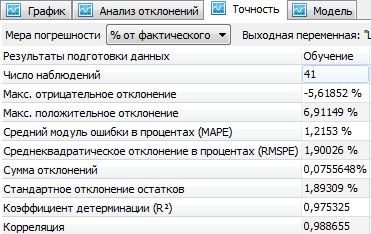 График Анализ отклонений Точность Модель
Мера погрешности % от фактического Выходная переменная: "L
Результаты подготовки данных Обучение
Число наблюдений 41
Макс. отрицательное отклонение -5,61852 %
Макс. положительное отклонение 6,91149 %
Средний модуль ошибки в процентах (MAPE) 1,2153 %
Среднеквадратическое отклонение в процентах (RMSPE) 1,90026 %
Сумма отклонений 0,0755648%
Стандартное отклонение остатков 1,89309 %
Коэффициент детерминации (R²) 0,975325
Корреляция 0,988655